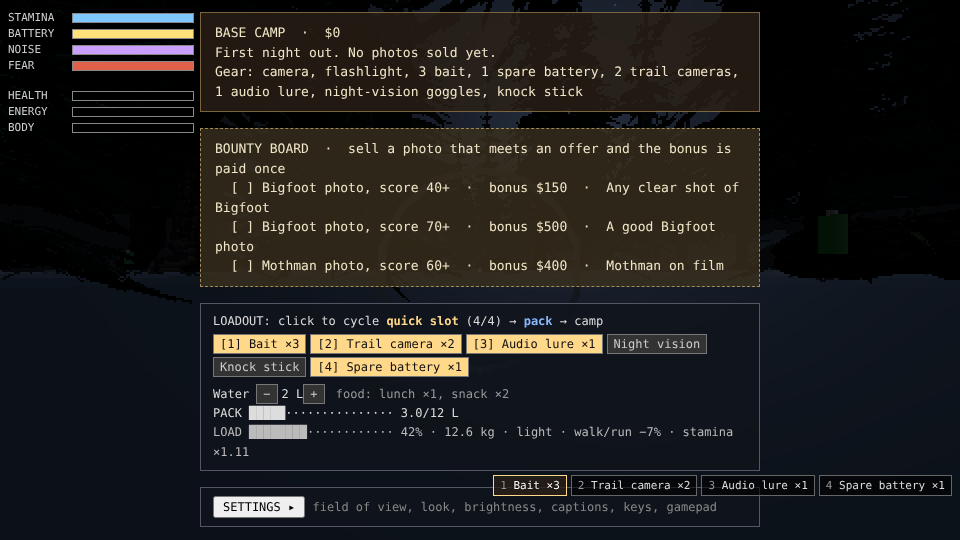 STAMINA
BATTERY
NOISE
FEAR
HEALTH
ENERGY
BODY
BASE CAMP · $0
First night out. No photos sold yet.
Gear: camera, flashlight, 3 bait, 1 spare battery, 2 trail cameras,
1 audio lure, night-vision goggles, knock stick
BOUNTY BOARD · sell a photo that meets an offer and the bonus is
paid once
[ ] Bigfoot photo, score 40+ · bonus $150 · Any clear shot of
Bigfoot
[ ] Bigfoot photo, score 70+ · bonus $500 · A good Bigfoot
photo
[ ] Mothman photo, score 60+ · bonus $400 · Mothman on film
LOADOUT: click to cycle quick slot (4/4) → pack → camp
[1] Bait ×3 [2] Trail camera ×2 [3] Audio lure ×1 Night vision
Knock stick [4] Spare battery ×1
Water − 2 L + food: lunch ×1, snack ×2
PACK █████··············· 3.0/12 L
LOAD ████████············ 42% · 12.6 kg · light · walk/run −7% · stamina
×1.11
1 Bait ×3 2 Trail camera ×2 3 Audio lure ×1 4 Spare battery ×1
SETTINGS ▸ field of view, look, brightness, captions, keys, gamepad